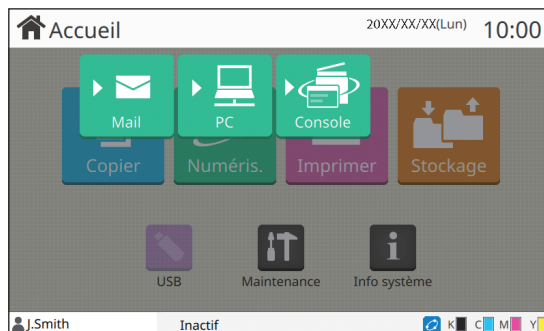 Accueil 20XX/XX/XX(Lun) 10:00
Mail PC Console
Copier Numéris. Imprimer Stockage
USB Maintenance Info système
J.Smith Inactif K C M Y